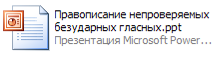 Правописание непроверяемых
безударных гласных.ppt
Презентация Microsoft Power...